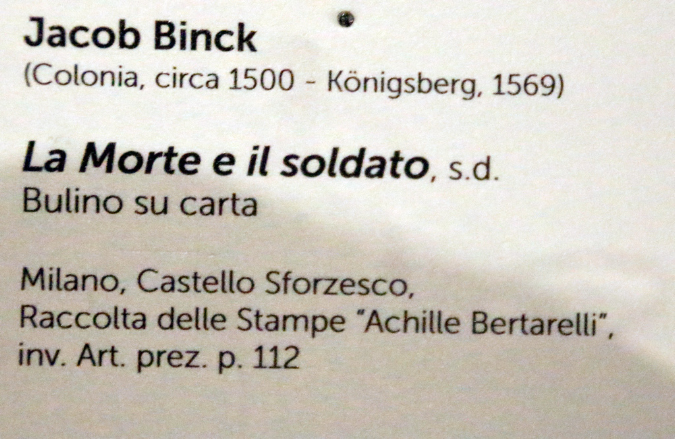 Jacob Binck
(Colonia, circa 1500 - Königsberg, 1569)
La Morte e il soldato, s.d.
Bulino su carta
Milano, Castello Sforzesco,
Raccolta delle Stampe “Achille Bertarelli”,
inv. Art. prez. p. 112